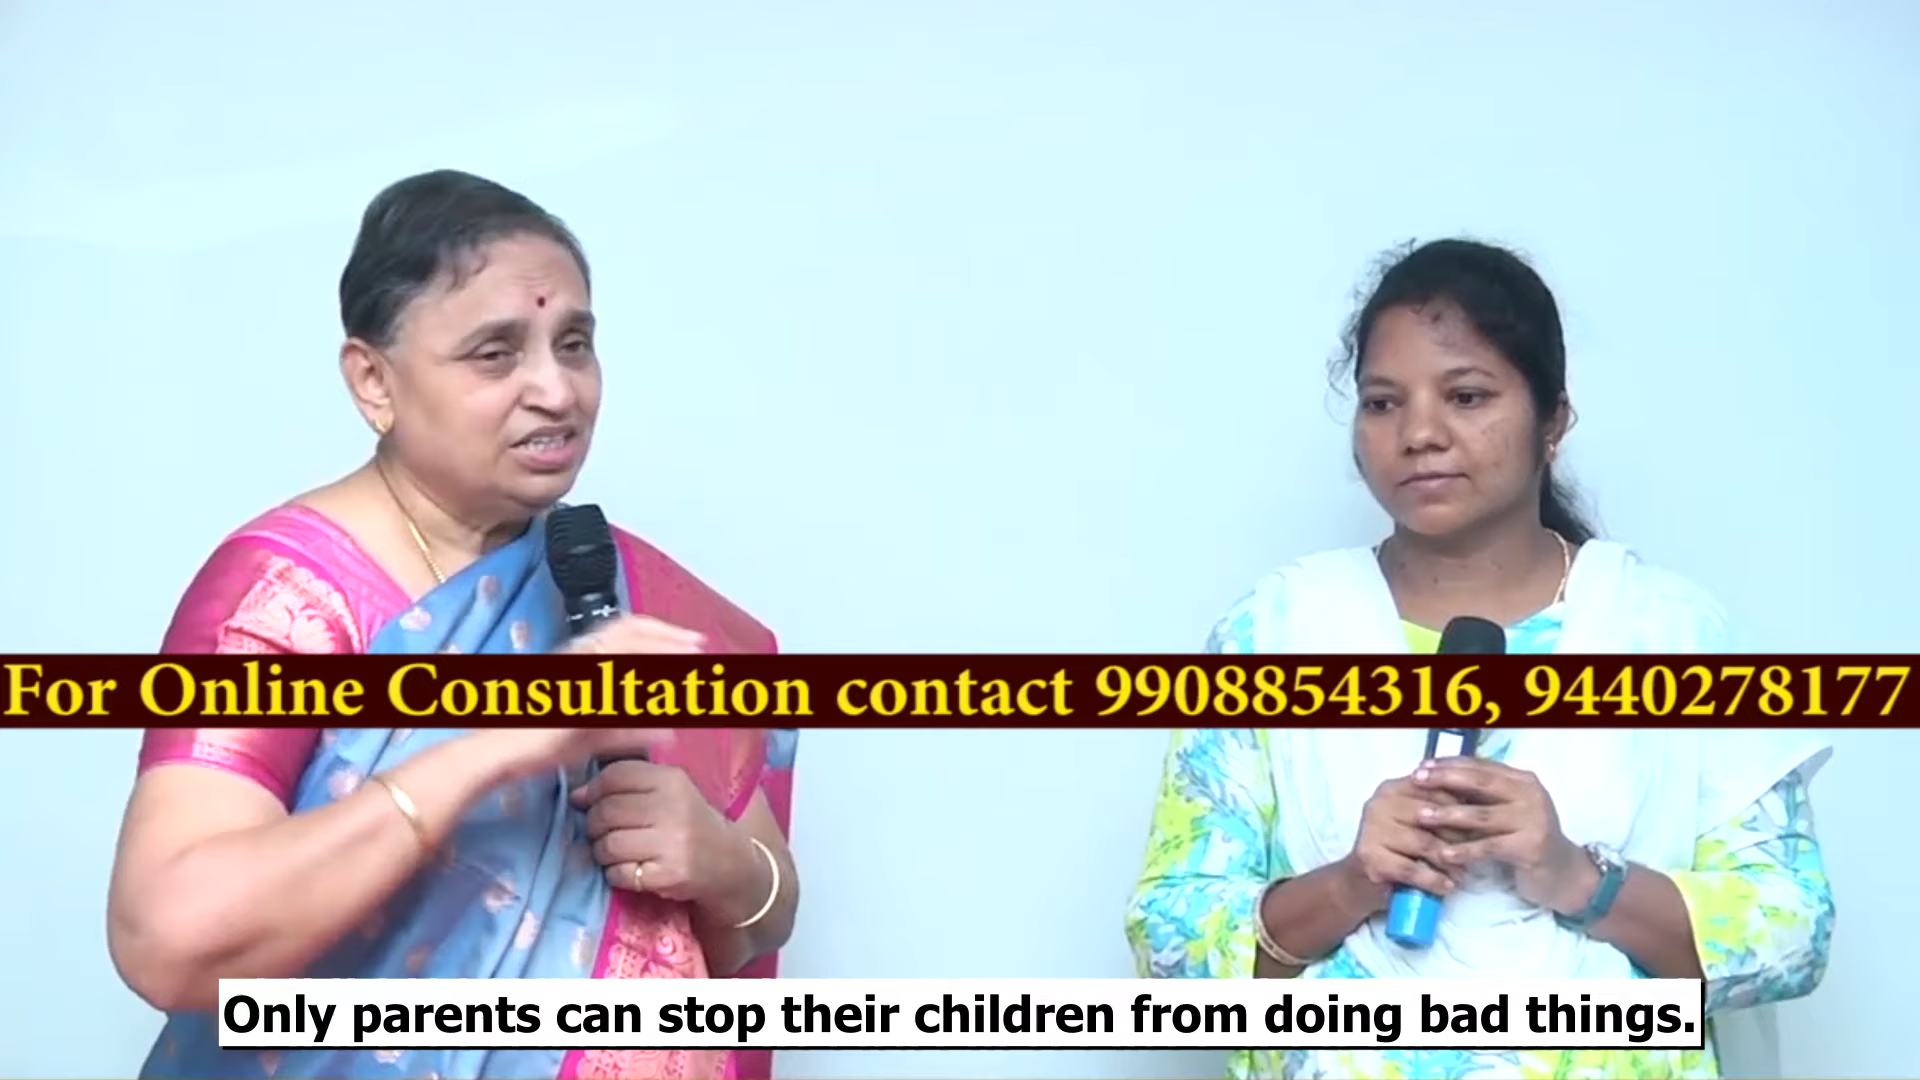 For Online Consultation contact 9908854316, 9440278177
Only parents can stop their children from doing bad things.